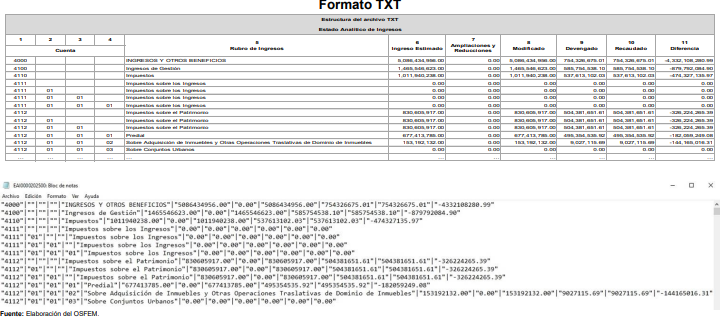 Formato TXT
Estructura del archivo TXT
Estado Analítico de Ingresos
1 2 3 4 5 6 7 8 9 10 11
Cuenta Rubro de Ingresos Ingreso Estimado Ampliaciones y Reducciones Modificado Devengado Recaudado Diferencia
4000 INGRESOS Y OTROS BENEFICIOS 5,086,434,956.00 0.00 5,086,434,956.00 754,326,675.01 754,326,675.01 -4,332,108,280.99
4100 Ingresos de Gestión 1,465,546,623.00 0.00 1,465,546,623.00 585,754,538.10 585,754,538.10 -879,792,084.90
4110 Impuestos 1,011,940,238.00 0.00 1,011,940,238.00 537,613,102.03 537,613,102.03 -474,327,135.97
4111 Impuestos sobre los Ingresos 0.00 0.00 0.00 0.00 0.00 0.00
4111 01 Impuestos sobre los Ingresos 0.00 0.00 0.00 0.00 0.00 0.00
4111 01 01 Impuestos sobre los Ingresos 0.00 0.00 0.00 0.00 0.00 0.00
4111 01 01 01 Impuestos sobre los Ingresos 0.00 0.00 0.00 0.00 0.00 0.00
4112 Impuestos sobre el Patrimonio 830,605,917.00 0.00 830,605,917.00 504,381,651.61 504,381,651.61 -326,224,265.39
4112 01 Impuestos sobre el Patrimonio 830,605,917.00 0.00 830,605,917.00 504,381,651.61 504,381,651.61 -326,224,265.39
4112 01 01 Impuestos sobre el Patrimonio 830,605,917.00 0.00 830,605,917.00 504,381,651.61 504,381,651.61 -326,224,265.39
4112 01 01 01 Predial 677,413,785.00 0.00 677,413,785.00 495,354,535.92 495,354,535.92 -182,059,249.08
4112 01 01 02 Sobre Adquisición de Inmuebles y Otras Operaciones Traslativas de Dominio de Inmuebles 153,192,132.00 0.00 153,192,132.00 9,027,115.69 9,027,115.69 -144,165,016.31
4112 01 01 03 Sobre Conjuntos Urbanos 0.00 0.00 0.00 0.00 0.00 0.00
... ... ... ... ... ... ... ... ... ... ...
Bloc de notas
Archivo Edición Formato Ver Ayuda
"4000"|""|""|""|"INGRESOS Y OTROS BENEFICIOS"|"5086434956.00"|"0.00"|"5086434956.00"|"754326675.01"|"754326675.01"|"-4332108280.99"
"4100"|""|""|""|"Ingresos de Gestión"|"1465546623.00"|"0.00"|"1465546623.00"|"585754538.10"|"585754538.10"|"-879792084.90"
"4110"|""|""|""|"Impuestos"|"1011940238.00"|"0.00"|"1011940238.00"|"537613102.03"|"537613102.03"|"-474327135.97"
"4111"|""|""|""|"Impuestos sobre los Ingresos"|"0.00"|"0.00"|"0.00"|"0.00"|"0.00"|"0.00"
"4111"|"01"|""|""|"Impuestos sobre los Ingresos"|"0.00"|"0.00"|"0.00"|"0.00"|"0.00"|"0.00"
"4111"|"01"|"01"|""|"Impuestos sobre los Ingresos"|"0.00"|"0.00"|"0.00"|"0.00"|"0.00"|"0.00"
"4111"|"01"|"01"|"01"|"Impuestos sobre los Ingresos"|"0.00"|"0.00"|"0.00"|"0.00"|"0.00"|"0.00"
"4112"|""|""|""|"Impuestos sobre el Patrimonio"|"830605917.00"|"0.00"|"830605917.00"|"504381651.61"|"504381651.61"|"-326224265.39"
"4112"|"01"|""|""|"Impuestos sobre el Patrimonio"|"830605917.00"|"0.00"|"830605917.00"|"504381651.61"|"504381651.61"|"-326224265.39"
"4112"|"01"|"01"|""|"Impuestos sobre el Patrimonio"|"830605917.00"|"0.00"|"830605917.00"|"504381651.61"|"504381651.61"|"-326224265.39"
"4112"|"01"|"01"|"01"|"Predial"|"677413785.00"|"0.00"|"677413785.00"|"495354535.92"|"495354535.92"|"-182059249.08"
"4112"|"01"|"01"|"02"|"Sobre Adquisición de Inmuebles y Otras Operaciones Traslativas de Dominio de Inmuebles"|"153192132.00"|"0.00"|"153192132.00"|"9027115.69"|"9027115.69"|"-144165016.31"
"4112"|"01"|"01"|"03"|"Sobre Conjuntos Urbanos"|"0.00"|"0.00"|"0.00"|"0.00"|"0.00"|"0.00"
Fuente: Elaboración del OSFEM.